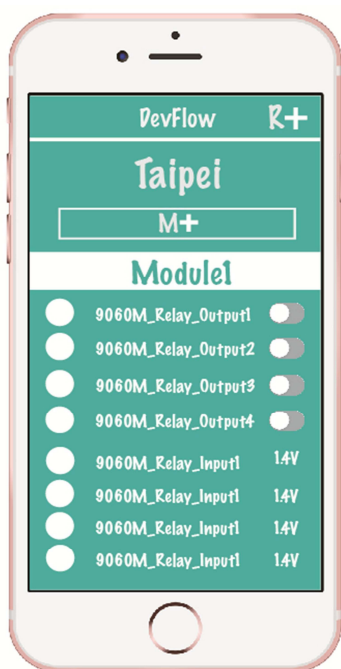 DevFlow R+
Taipei
M+
Module1
9060M_Relay_Output1
9060M_Relay_Output2
9060M_Relay_Output3
9060M_Relay_Output4
9060M_Relay_Input1 1.4V
9060M_Relay_Input1 1.4V
9060M_Relay_Input1 1.4V
9060M_Relay_Input1 1.4V